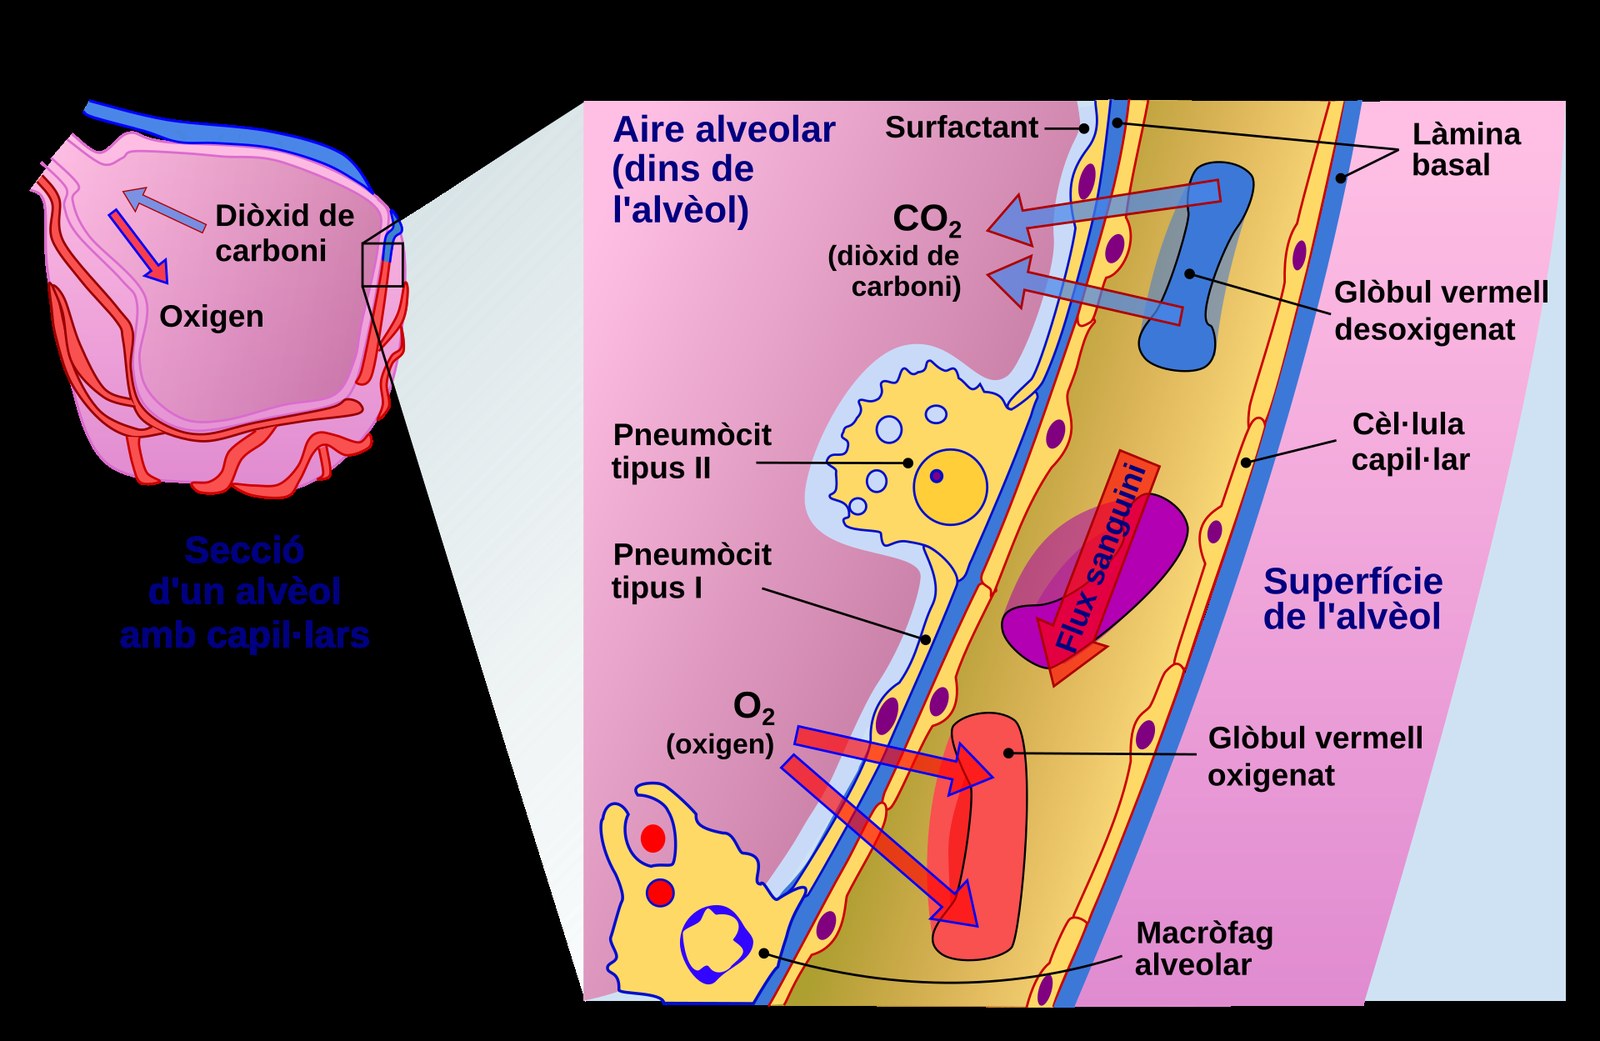 Diòxid de
carboni
Oxigen
Secció
d'un alvèol
amb capil·lars
Aire alveolar
(dins de
l'alvèol)
Surfactant
Làmina
basal
CO₂
(diòxid de
carboni)
Glòbul vermell
desoxigenat
Pneumòcit
tipus II
Cèl·lula
capil·lar
Flux sanguini
Pneumòcit
tipus I
Superfície
de l'alvèol
O₂
(oxigen)
Glòbul vermell
oxigenat
Macròfag
alveolar